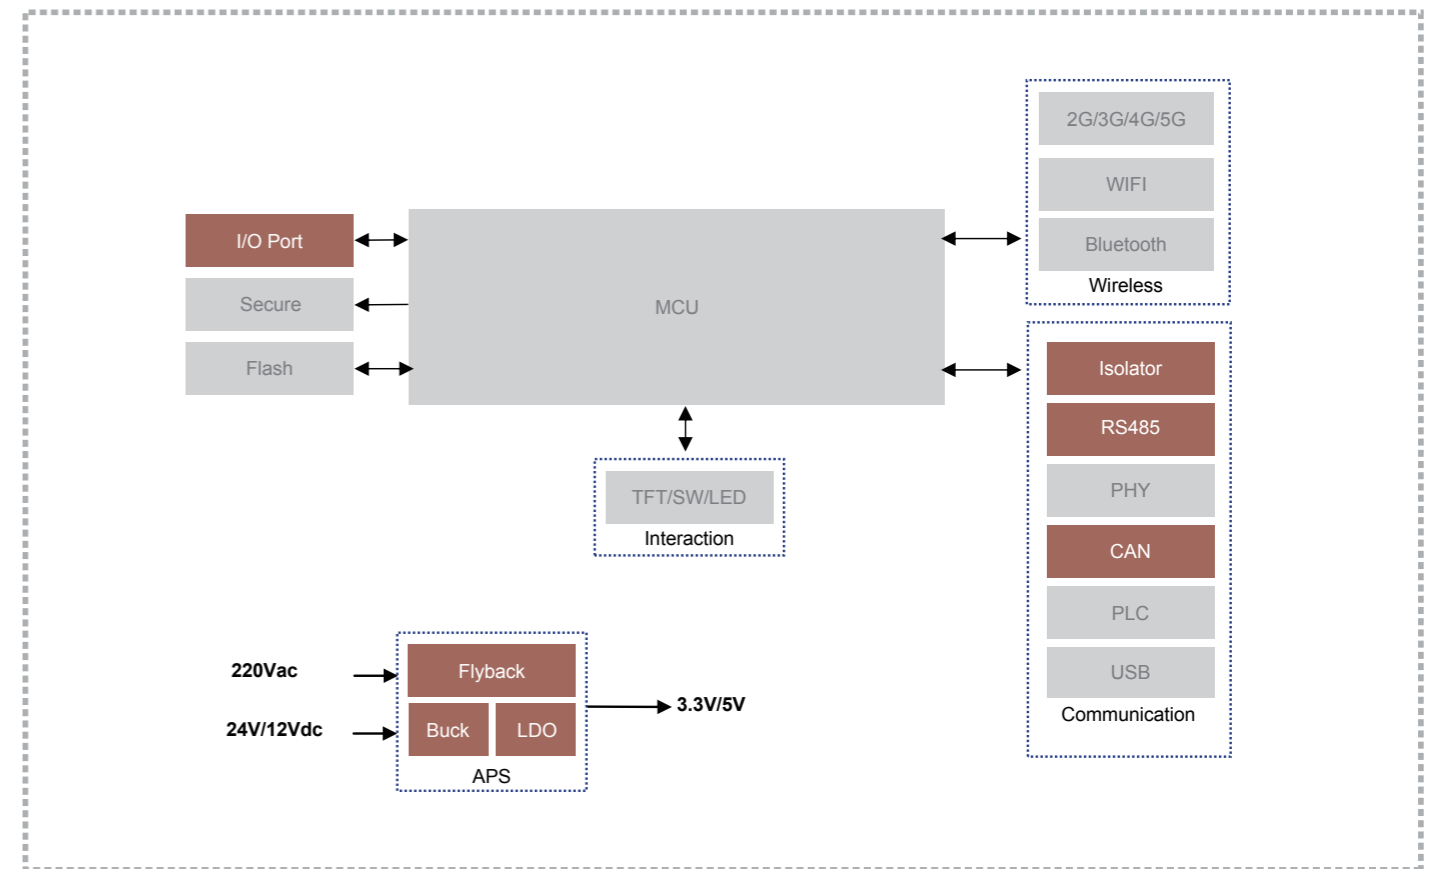 2G/3G/4G/5G
WIFI
Bluetooth
Wireless
I/O Port
Secure
Flash
MCU
Isolator
RS485
PHY
CAN
PLC
USB
Communication
TFT/SW/LED
Interaction
220Vac
24V/12Vdc
Flyback
Buck
LDO
APS
3.3V/5V